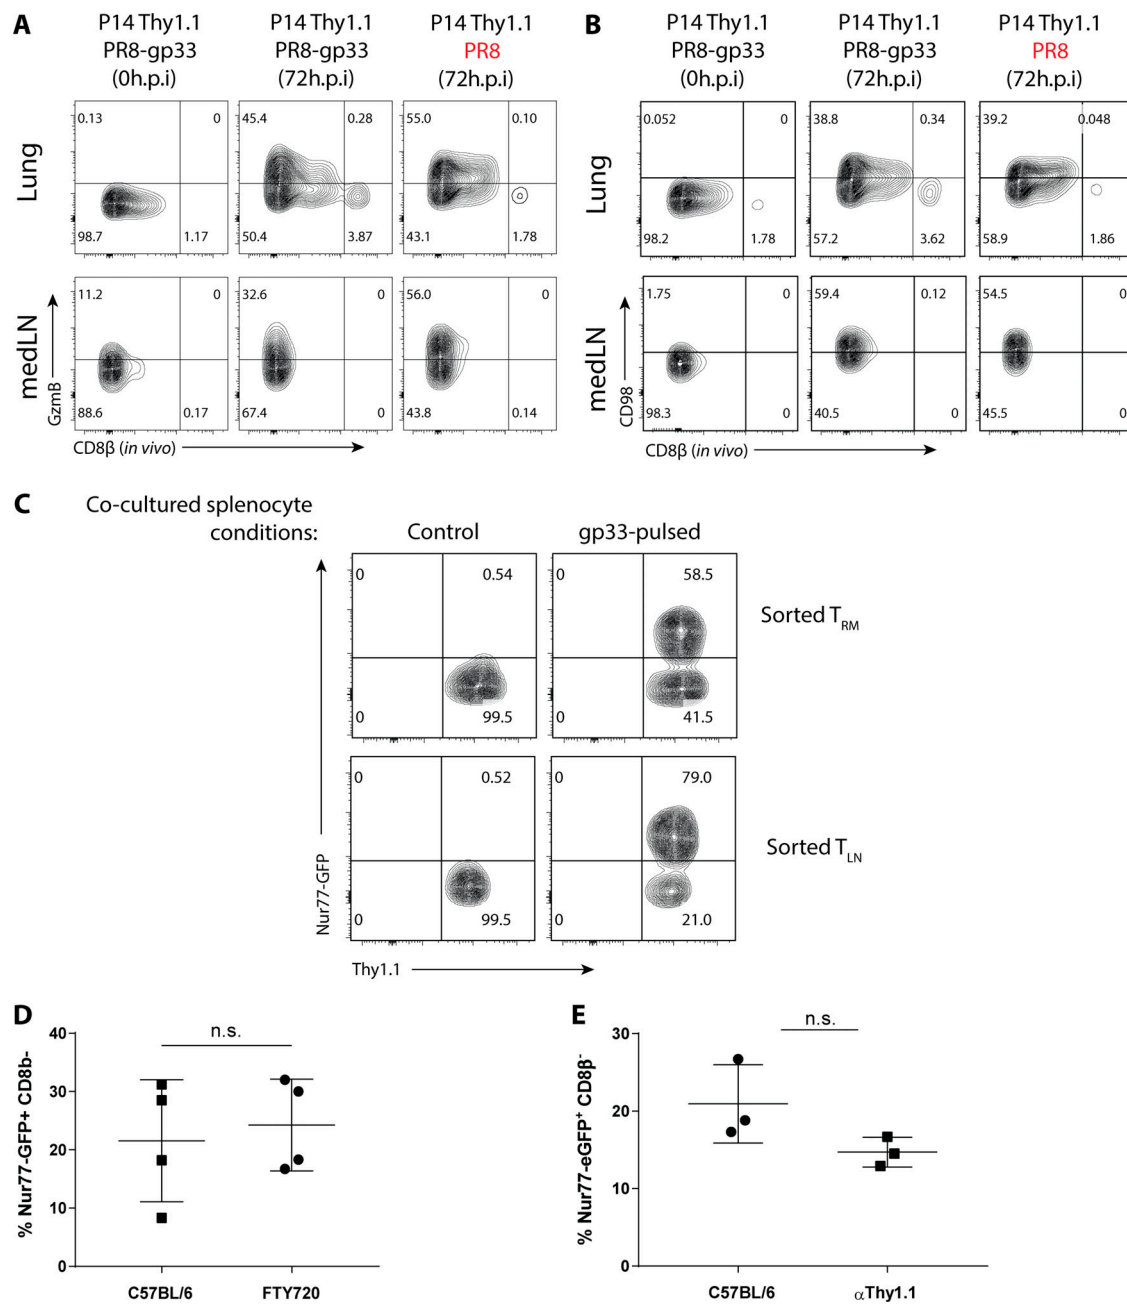 A
P14 Thy1.1 P14 Thy1.1 P14 Thy1.1
PR8-gp33 PR8-gp33 PR8
(0h.p.i) (72h.p.i) (72h.p.i)
Lung
0.13 0 45.4 0.28 55.0 0.10
98.7 1.17 50.4 3.87 43.1 1.78
medLN
11.2 0 32.6 0 56.0 0
88.6 0.17 67.4 0 43.8 0.14
GzmB
CD8β (in vivo)
B
P14 Thy1.1 P14 Thy1.1 P14 Thy1.1
PR8-gp33 PR8-gp33 PR8
(0h.p.i) (72h.p.i) (72h.p.i)
Lung
0.052 0 38.8 0.34 39.2 0.048
98.2 1.78 57.2 3.62 58.9 1.86
medLN
1.75 0 59.4 0.12 54.5 0
98.3 0 40.5 0 45.5 0
CD98
CD8β (in vivo)
C
Co-cultured splenocyte
conditions: Control gp33-pulsed
0 0.54 0 58.5
Sorted TRM
0 99.5 0 41.5
0 0.52 0 79.0
Sorted TLN
0 99.5 0 21.0
Nur77-GFP
Thy1.1
D
n.s.
% Nur77-GFP+ CD8b-
40
30
20
10
0
C57BL/6 FTY720
E
n.s.
% Nur77-eGFP+ CD8β-
30
20
10
0
C57BL/6 αThy1.1